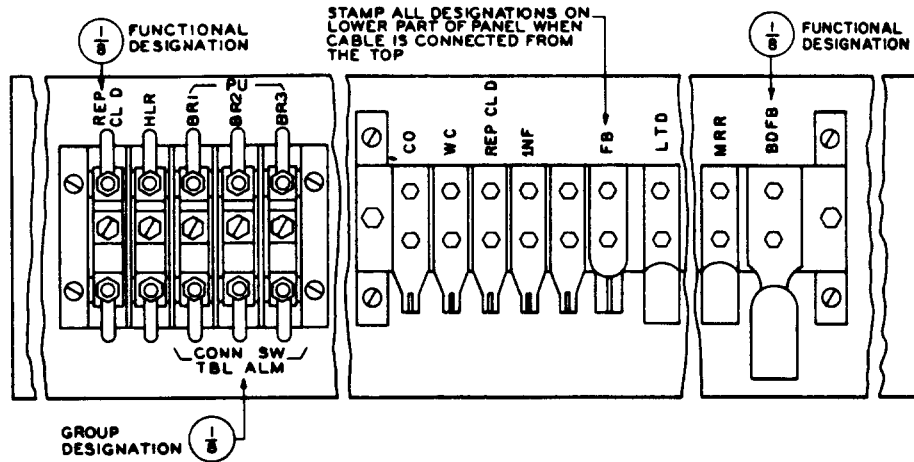 1/8 FUNCTIONAL
DESIGNATION
STAMP ALL DESIGNATIONS ON
LOWER PART OF PANEL WHEN
CABLE IS CONNECTED FROM
THE TOP
1/8 FUNCTIONAL
DESIGNATION
PU
REP
CL D
HLR
BR1
BR2
BR3
CO
WC
REP CL D
INF
FB
LTD
MRR
BDFB
CONN SW
TBL ALM
GROUP
DESIGNATION 1/8